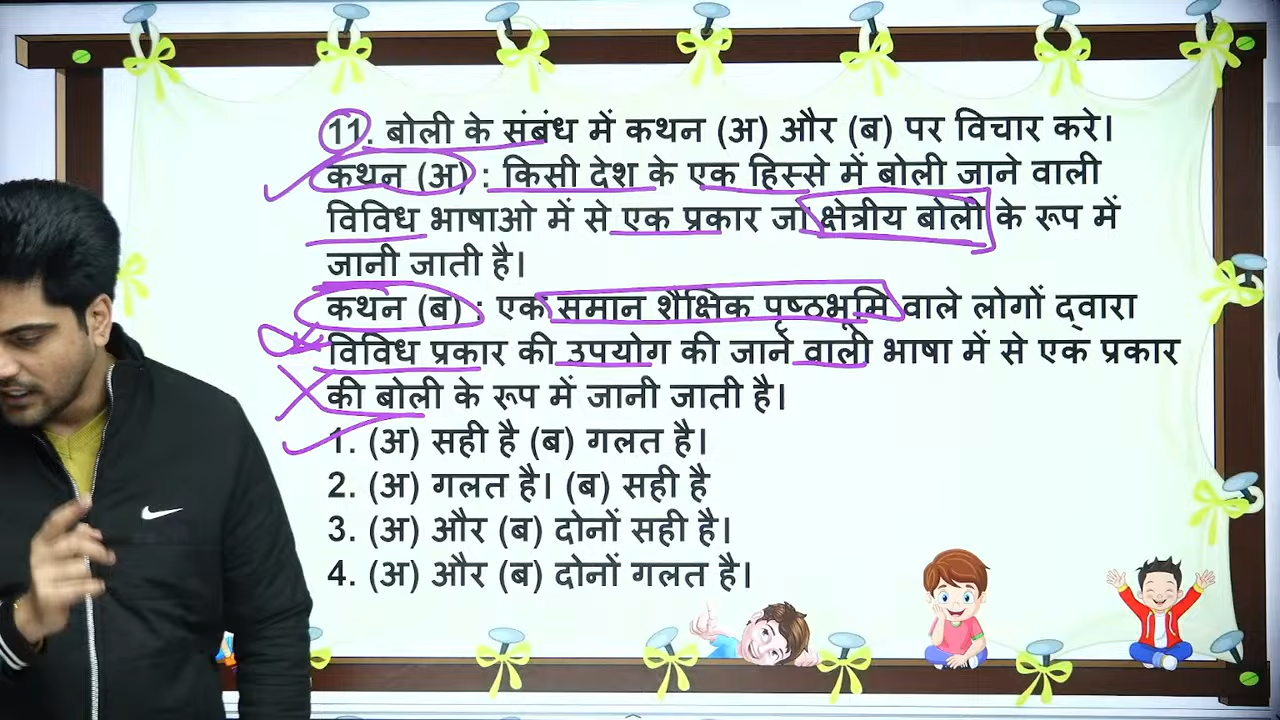 11. बोली के संबंध में कथन (अ) और (ब) पर विचार करे।
कथन (अ) : किसी देश के एक हिस्से में बोली जाने वाली
विविध भाषाओ में से एक प्रकार जो क्षेत्रीय बोली के रूप में
जानी जाती है।
कथन (ब) : एक समान शैक्षिक पृष्ठभूमि वाले लोगों द्वारा
विविध प्रकार की उपयोग की जाने वाली भाषा में से एक प्रकार
की बोली के रूप में जानी जाती है।
1. (अ) सही है (ब) गलत है।
2. (अ) गलत है। (ब) सही है
3. (अ) और (ब) दोनों सही है।
4. (अ) और (ब) दोनों गलत है।